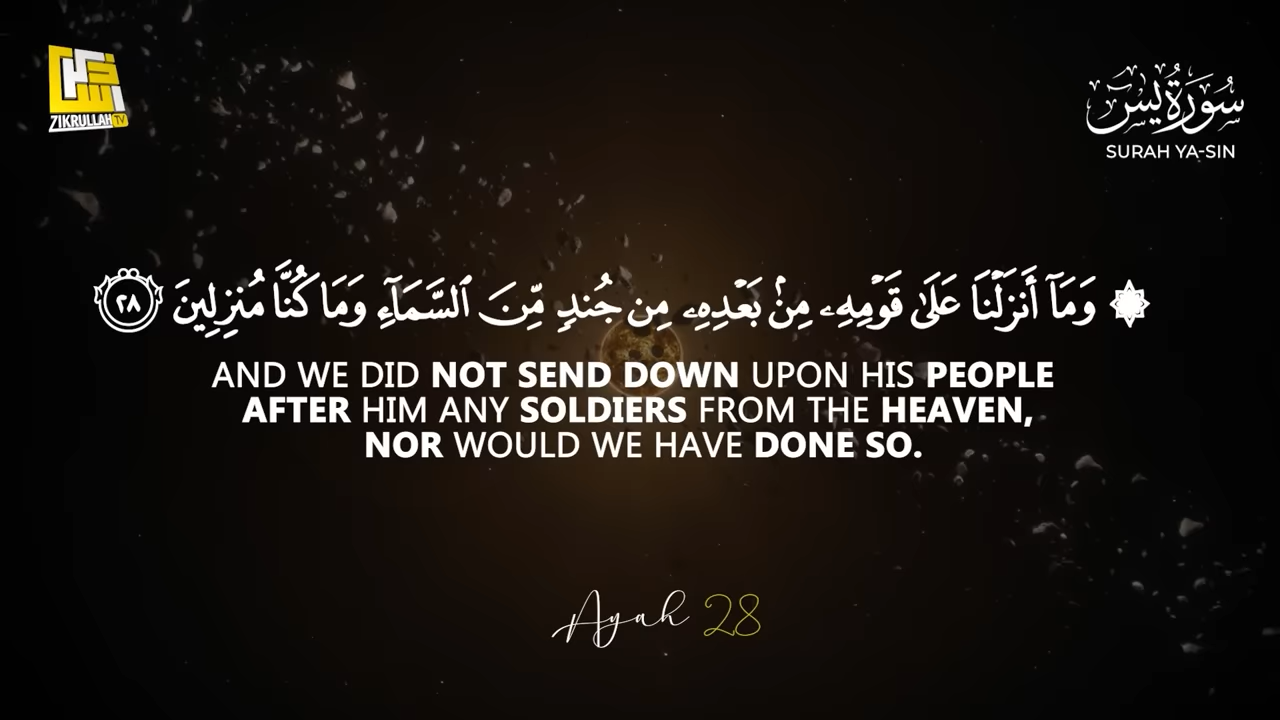 ZIKRULLAH TV
سُورَةُ يسٓ
SURAH YA-SIN
۞ وَمَآ أَنزَلْنَا عَلَىٰ قَوْمِهِۦ مِنۢ بَعْدِهِۦ مِن جُندٍ مِّنَ ٱلسَّمَآءِ وَمَا كُنَّا مُنزِلِينَ ٢٨
AND WE DID NOT SEND DOWN UPON HIS PEOPLE
AFTER HIM ANY SOLDIERS FROM THE HEAVEN,
NOR WOULD WE HAVE DONE SO.
Ayah 28